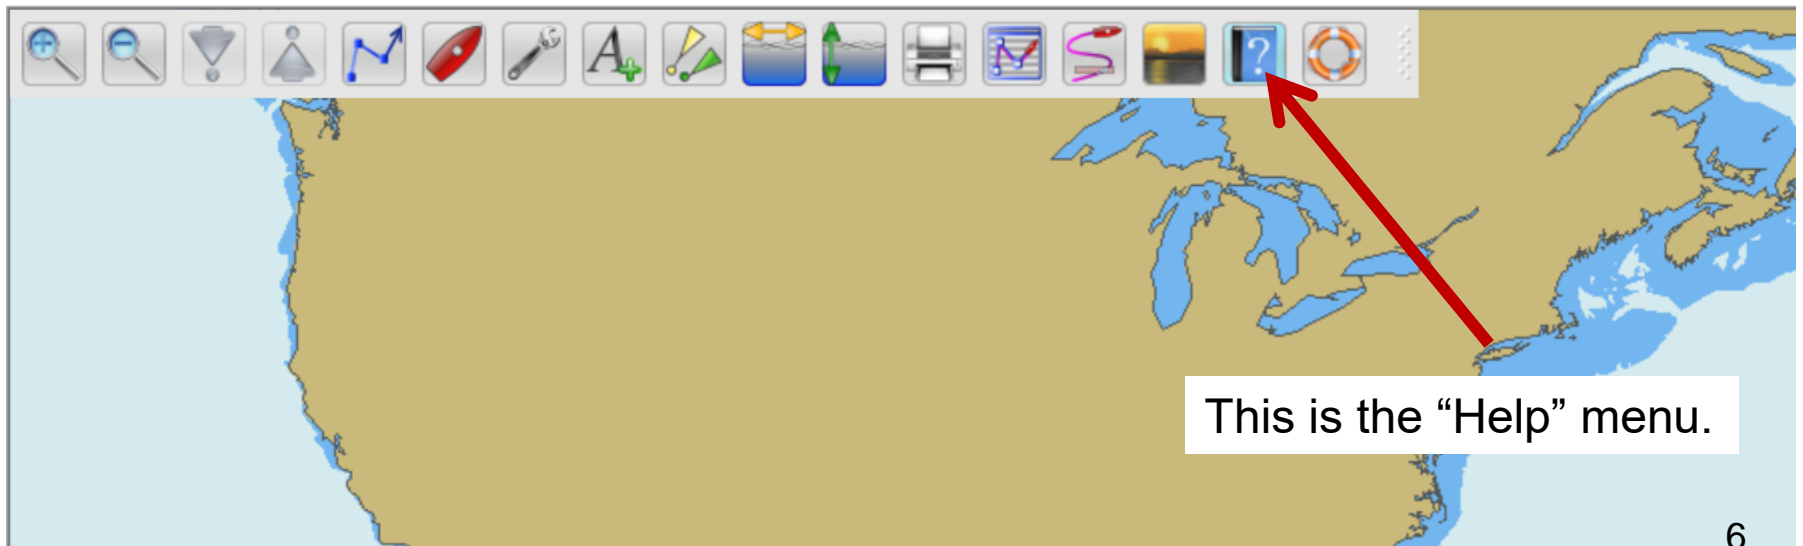 A
?
This is the “Help” menu.
6